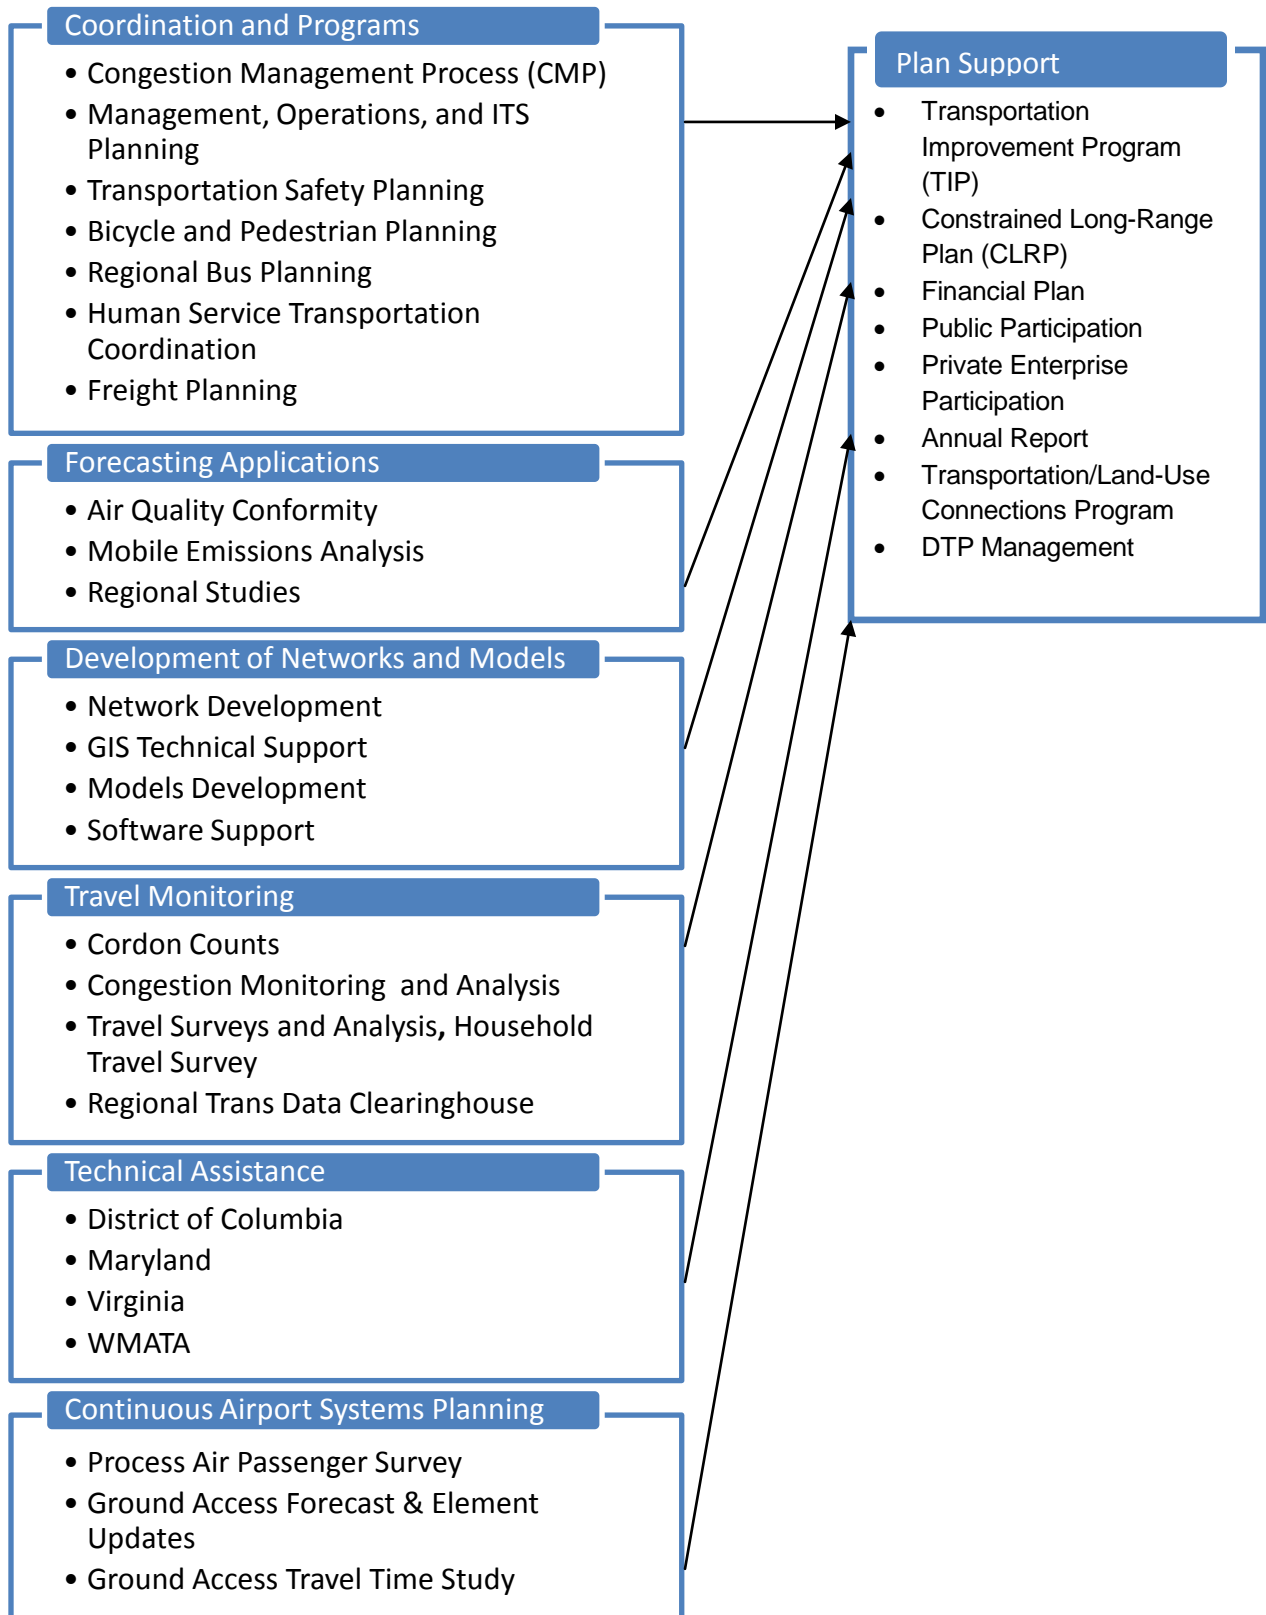 Coordination and Programs
• Congestion Management Process (CMP)
• Management, Operations, and ITS
Planning
• Transportation Safety Planning
• Bicycle and Pedestrian Planning
• Regional Bus Planning
• Human Service Transportation
Coordination
• Freight Planning
Forecasting Applications
• Air Quality Conformity
• Mobile Emissions Analysis
• Regional Studies
Development of Networks and Models
• Network Development
• GIS Technical Support
• Models Development
• Software Support
Travel Monitoring
• Cordon Counts
• Congestion Monitoring  and Analysis
• Travel Surveys and Analysis, Household
Travel Survey
• Regional Trans Data Clearinghouse
Technical Assistance
• District of Columbia
• Maryland
• Virginia
• WMATA
Continuous Airport Systems Planning
• Process Air Passenger Survey
• Ground Access Forecast & Element
Updates
• Ground Access Travel Time Study
Plan Support
• Transportation
Improvement Program
(TIP)
• Constrained Long-Range
Plan (CLRP)
• Financial Plan
• Public Participation
• Private Enterprise
Participation
• Annual Report
• Transportation/Land-Use
Connections Program
• DTP Management